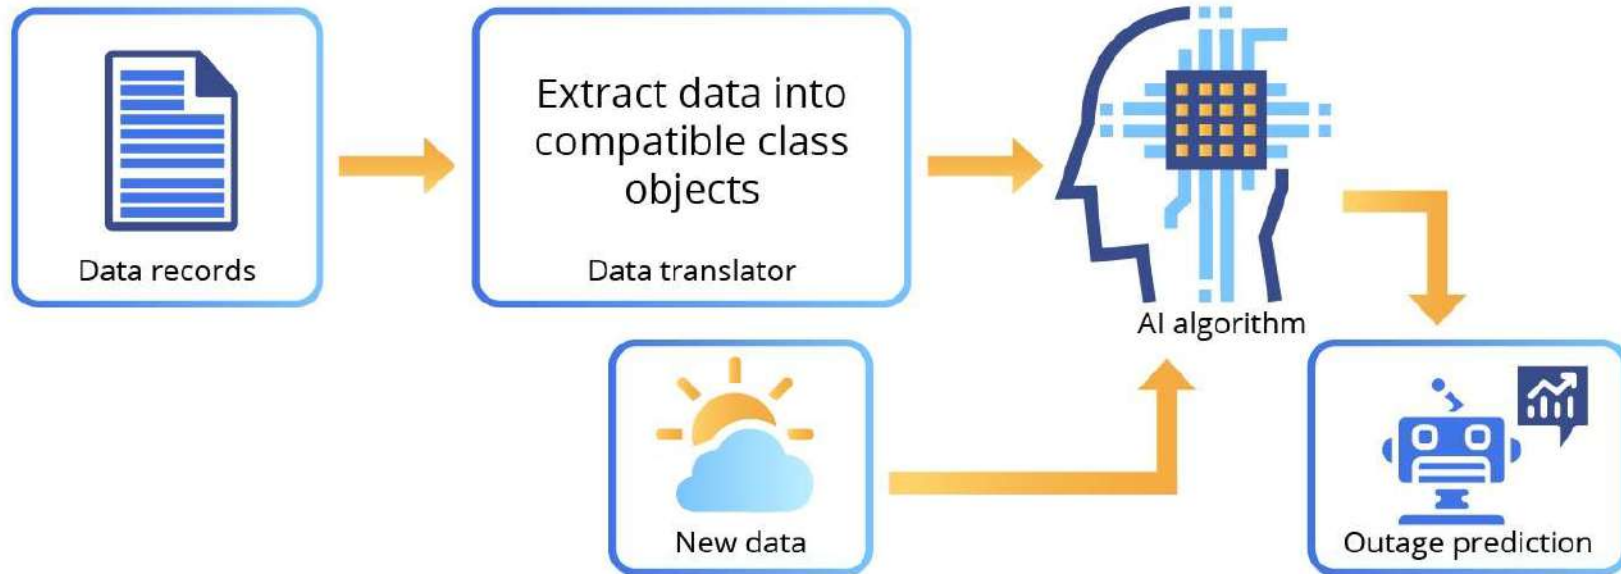 Data records
Extract data into
compatible class
objects
Data translator
AI algorithm
New data
Outage prediction